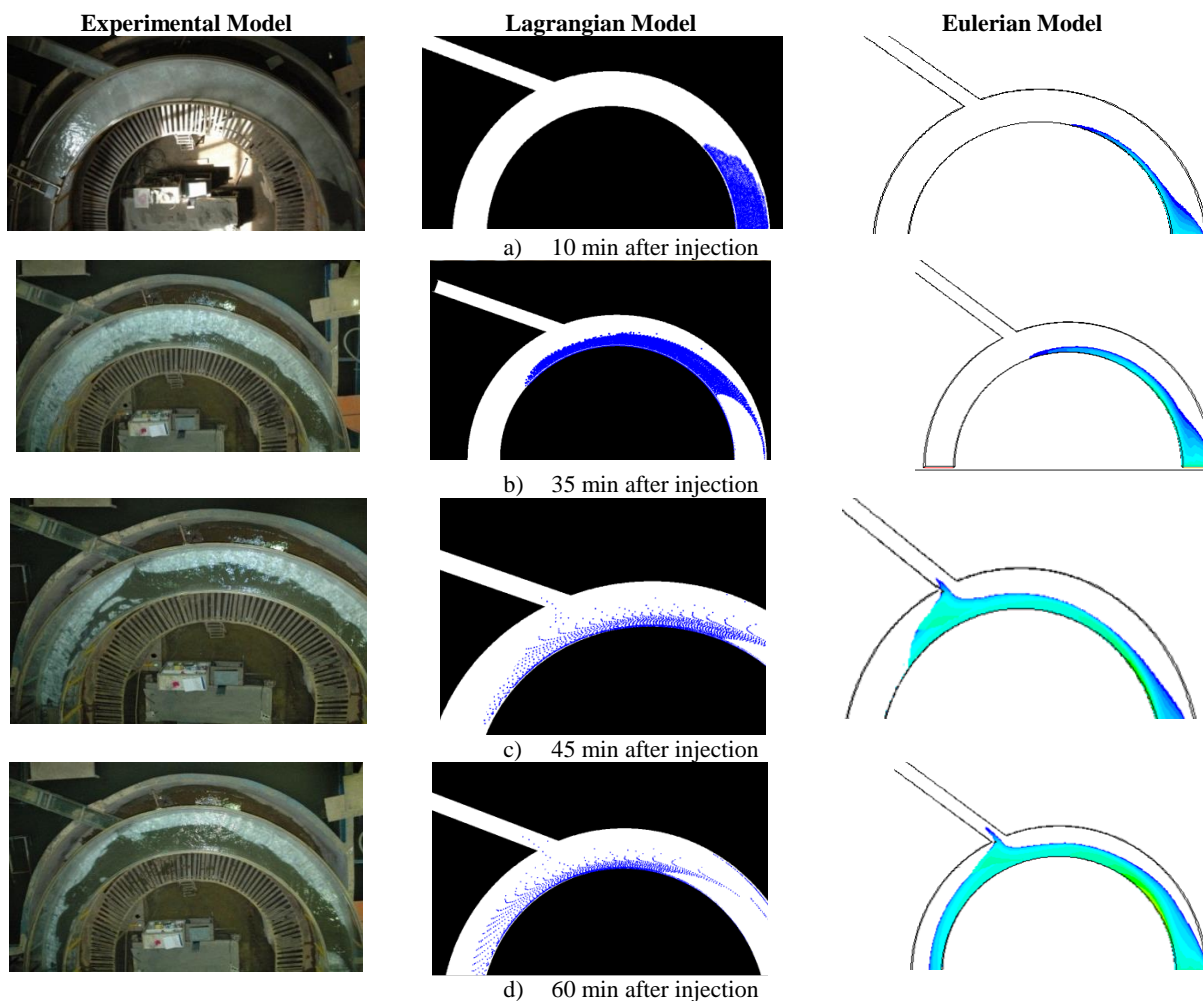 Experimental Model Lagrangian Model Eulerian Model
a) 10 min after injection
b) 35 min after injection
c) 45 min after injection
d) 60 min after injection